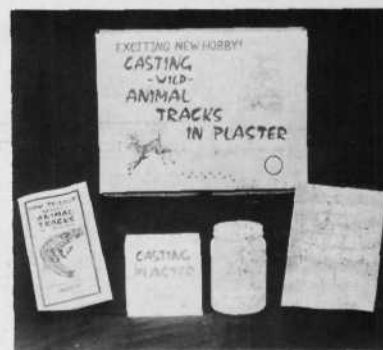 EXCITING NEW HOBBY!
CASTING
-WILD-
ANIMAL
TRACKS
IN PLASTER
ANIMAL
TRACKS
CASTING
PLASTER